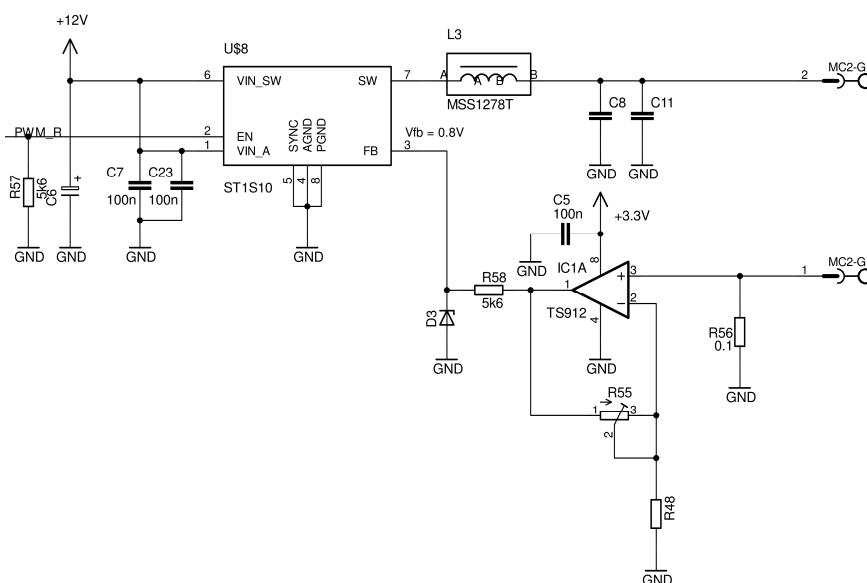 +12V
U$8
L3
6
VIN_SW
SW
7
A
A
B
B
2
MC2-G
MSS1278T
C8
C11
PWM_R
2
EN
SYNC
AGND
PGND
Vfb = 0.8V
1
VIN_A
FB
3
R57
5k6
C6
+
C7
C23
100n
100n
ST1S10
5
4
8
GND
GND
GND
GND
GND
GND
C5
100n
+3.3V
GND
8
IC1A
+
3
1
MC2-G
R58
5k6
1
−
2
TS912
4
D3
GND
GND
R56
0.1
GND
R55
1
3
2
R48
GND